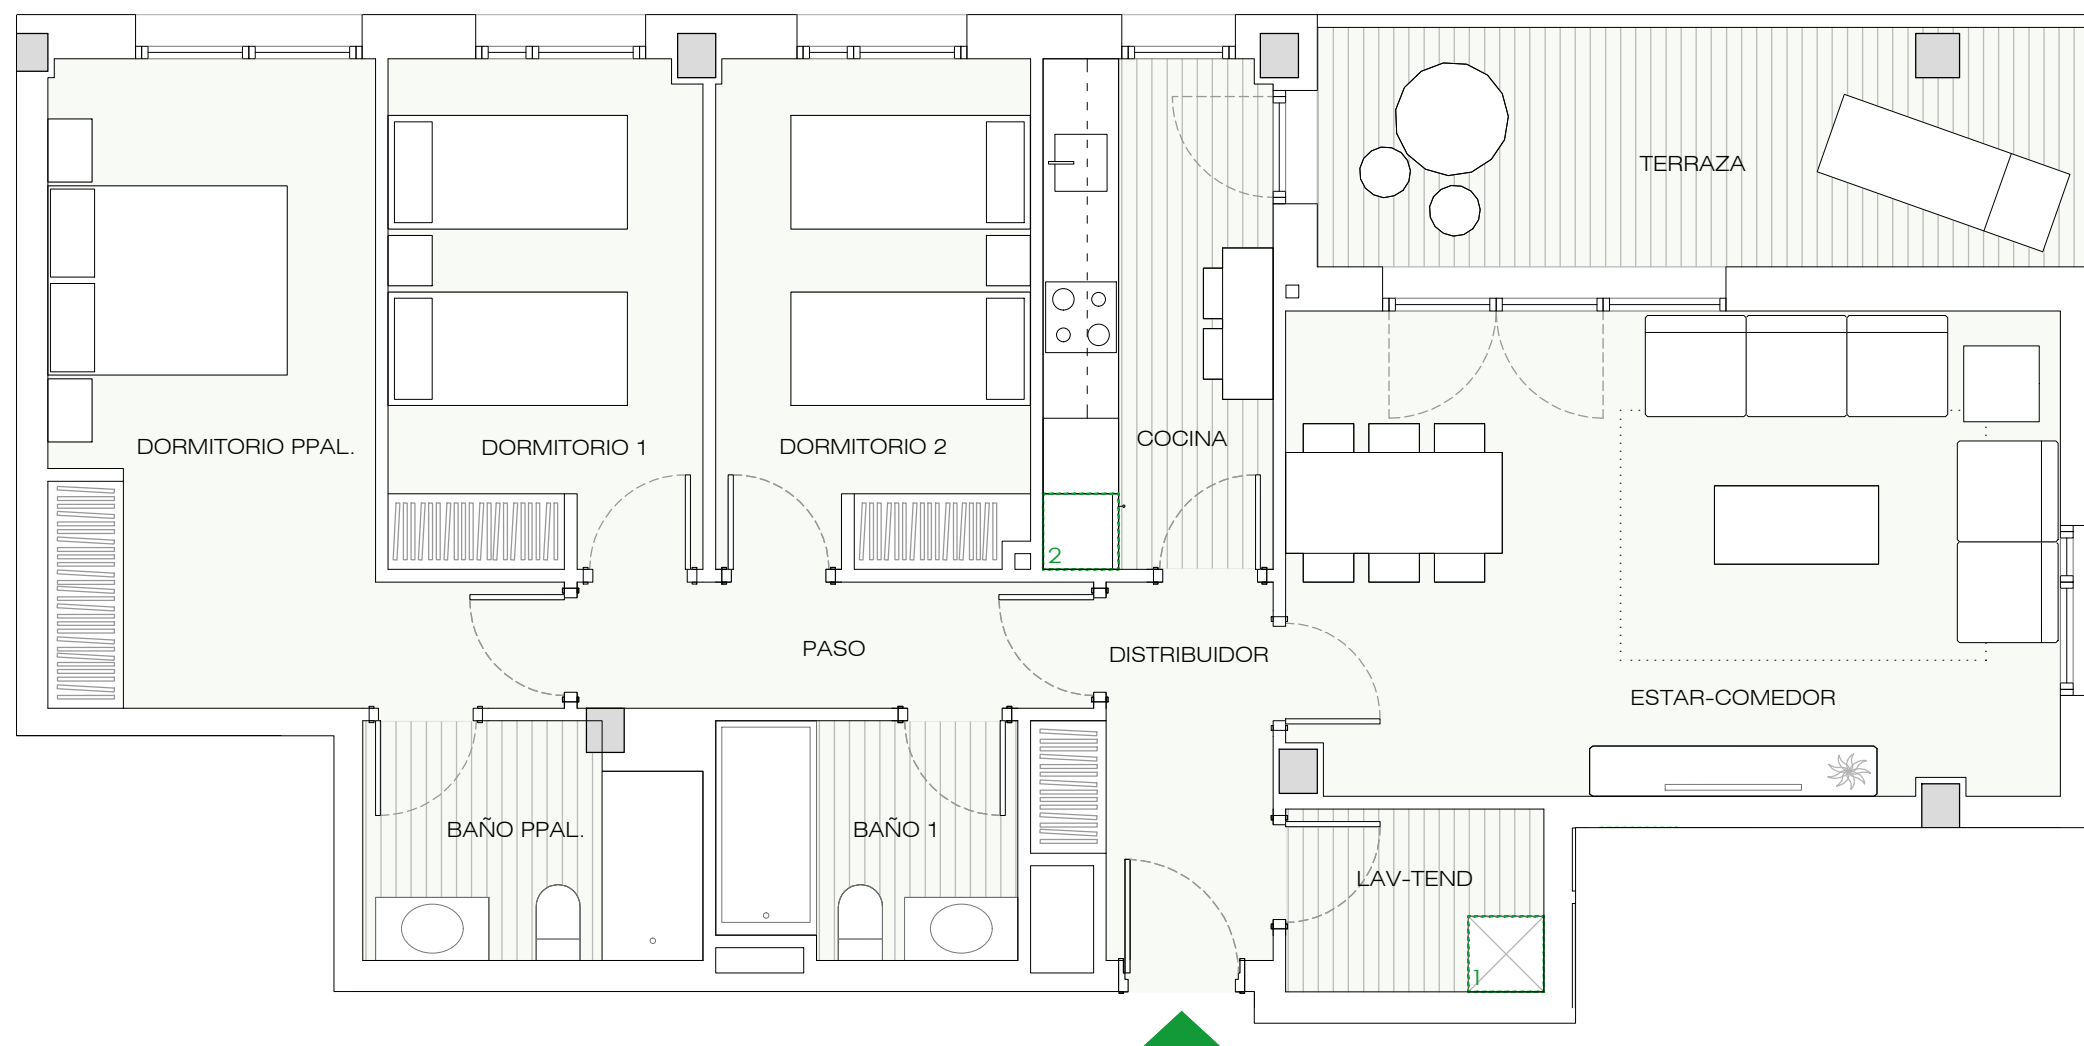 TERRAZA
DORMITORIO PPAL.
DORMITORIO 1
DORMITORIO 2
COCINA
2
PASO
DISTRIBUIDOR
ESTAR-COMEDOR
BAÑO PPAL.
BAÑO 1
LAV-TEND
1